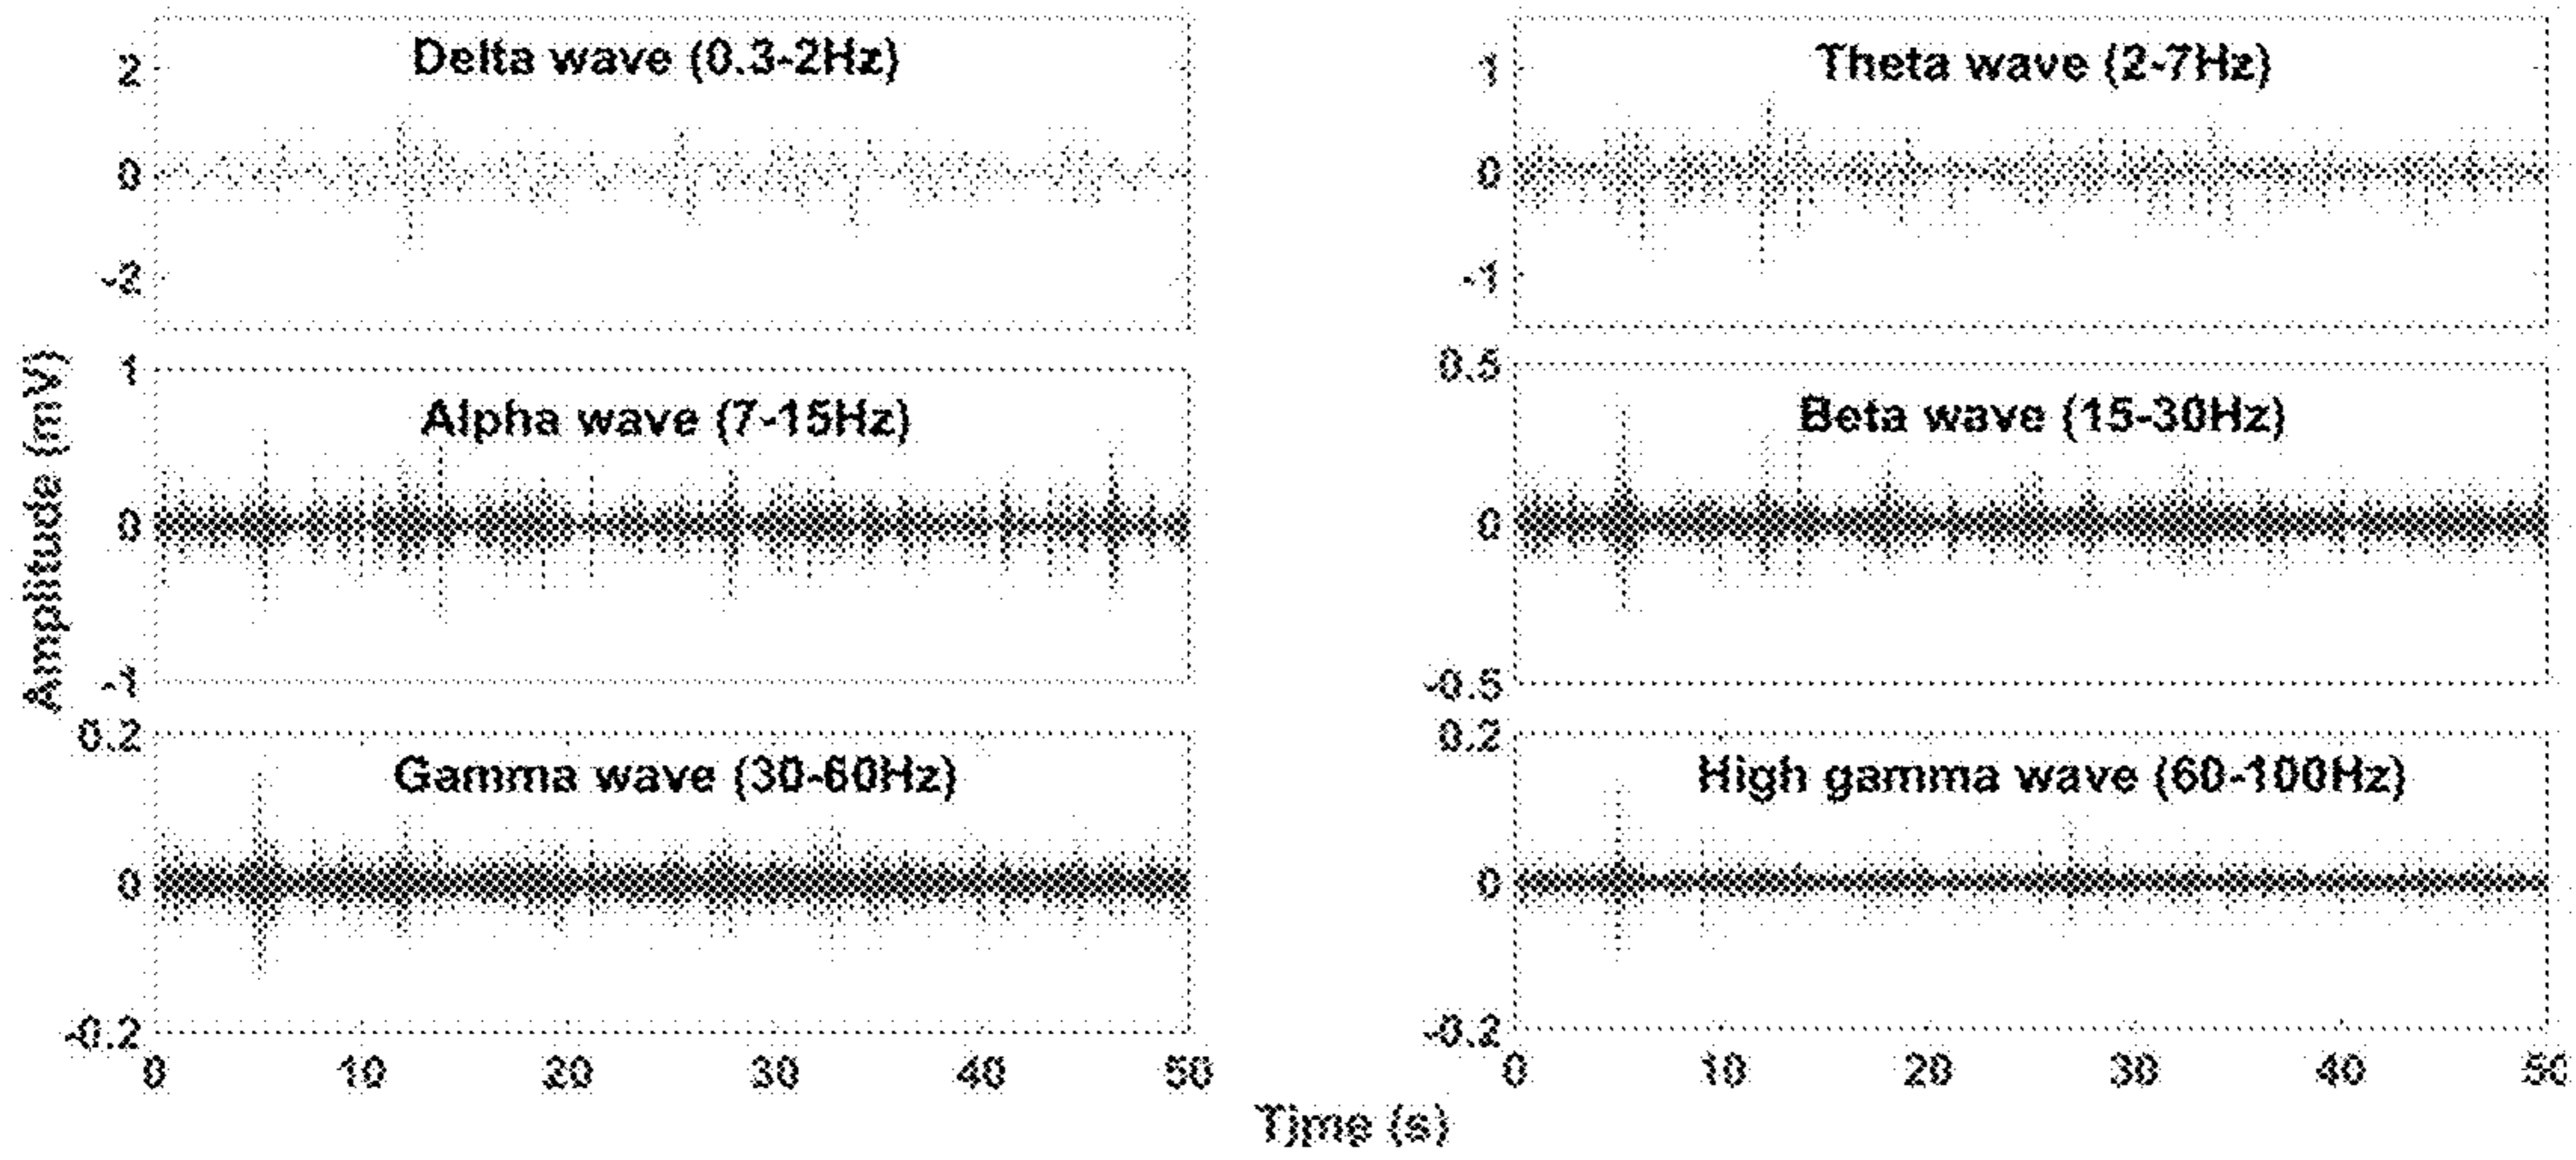 Delta wave (0.3-2Hz)
2
0
-2
Theta wave (2-7Hz)
1
0
-1
Amplitude (mV)
Alpha wave (7-15Hz)
1
0
-1
Beta wave (15-30Hz)
0.5
0
-0.5
Gamma wave (30-60Hz)
0.2
0
-0.2
0 10 20 30 40 50
High gamma wave (60-100Hz)
0.2
0
-0.2
0 10 20 30 40 50
Time (s)